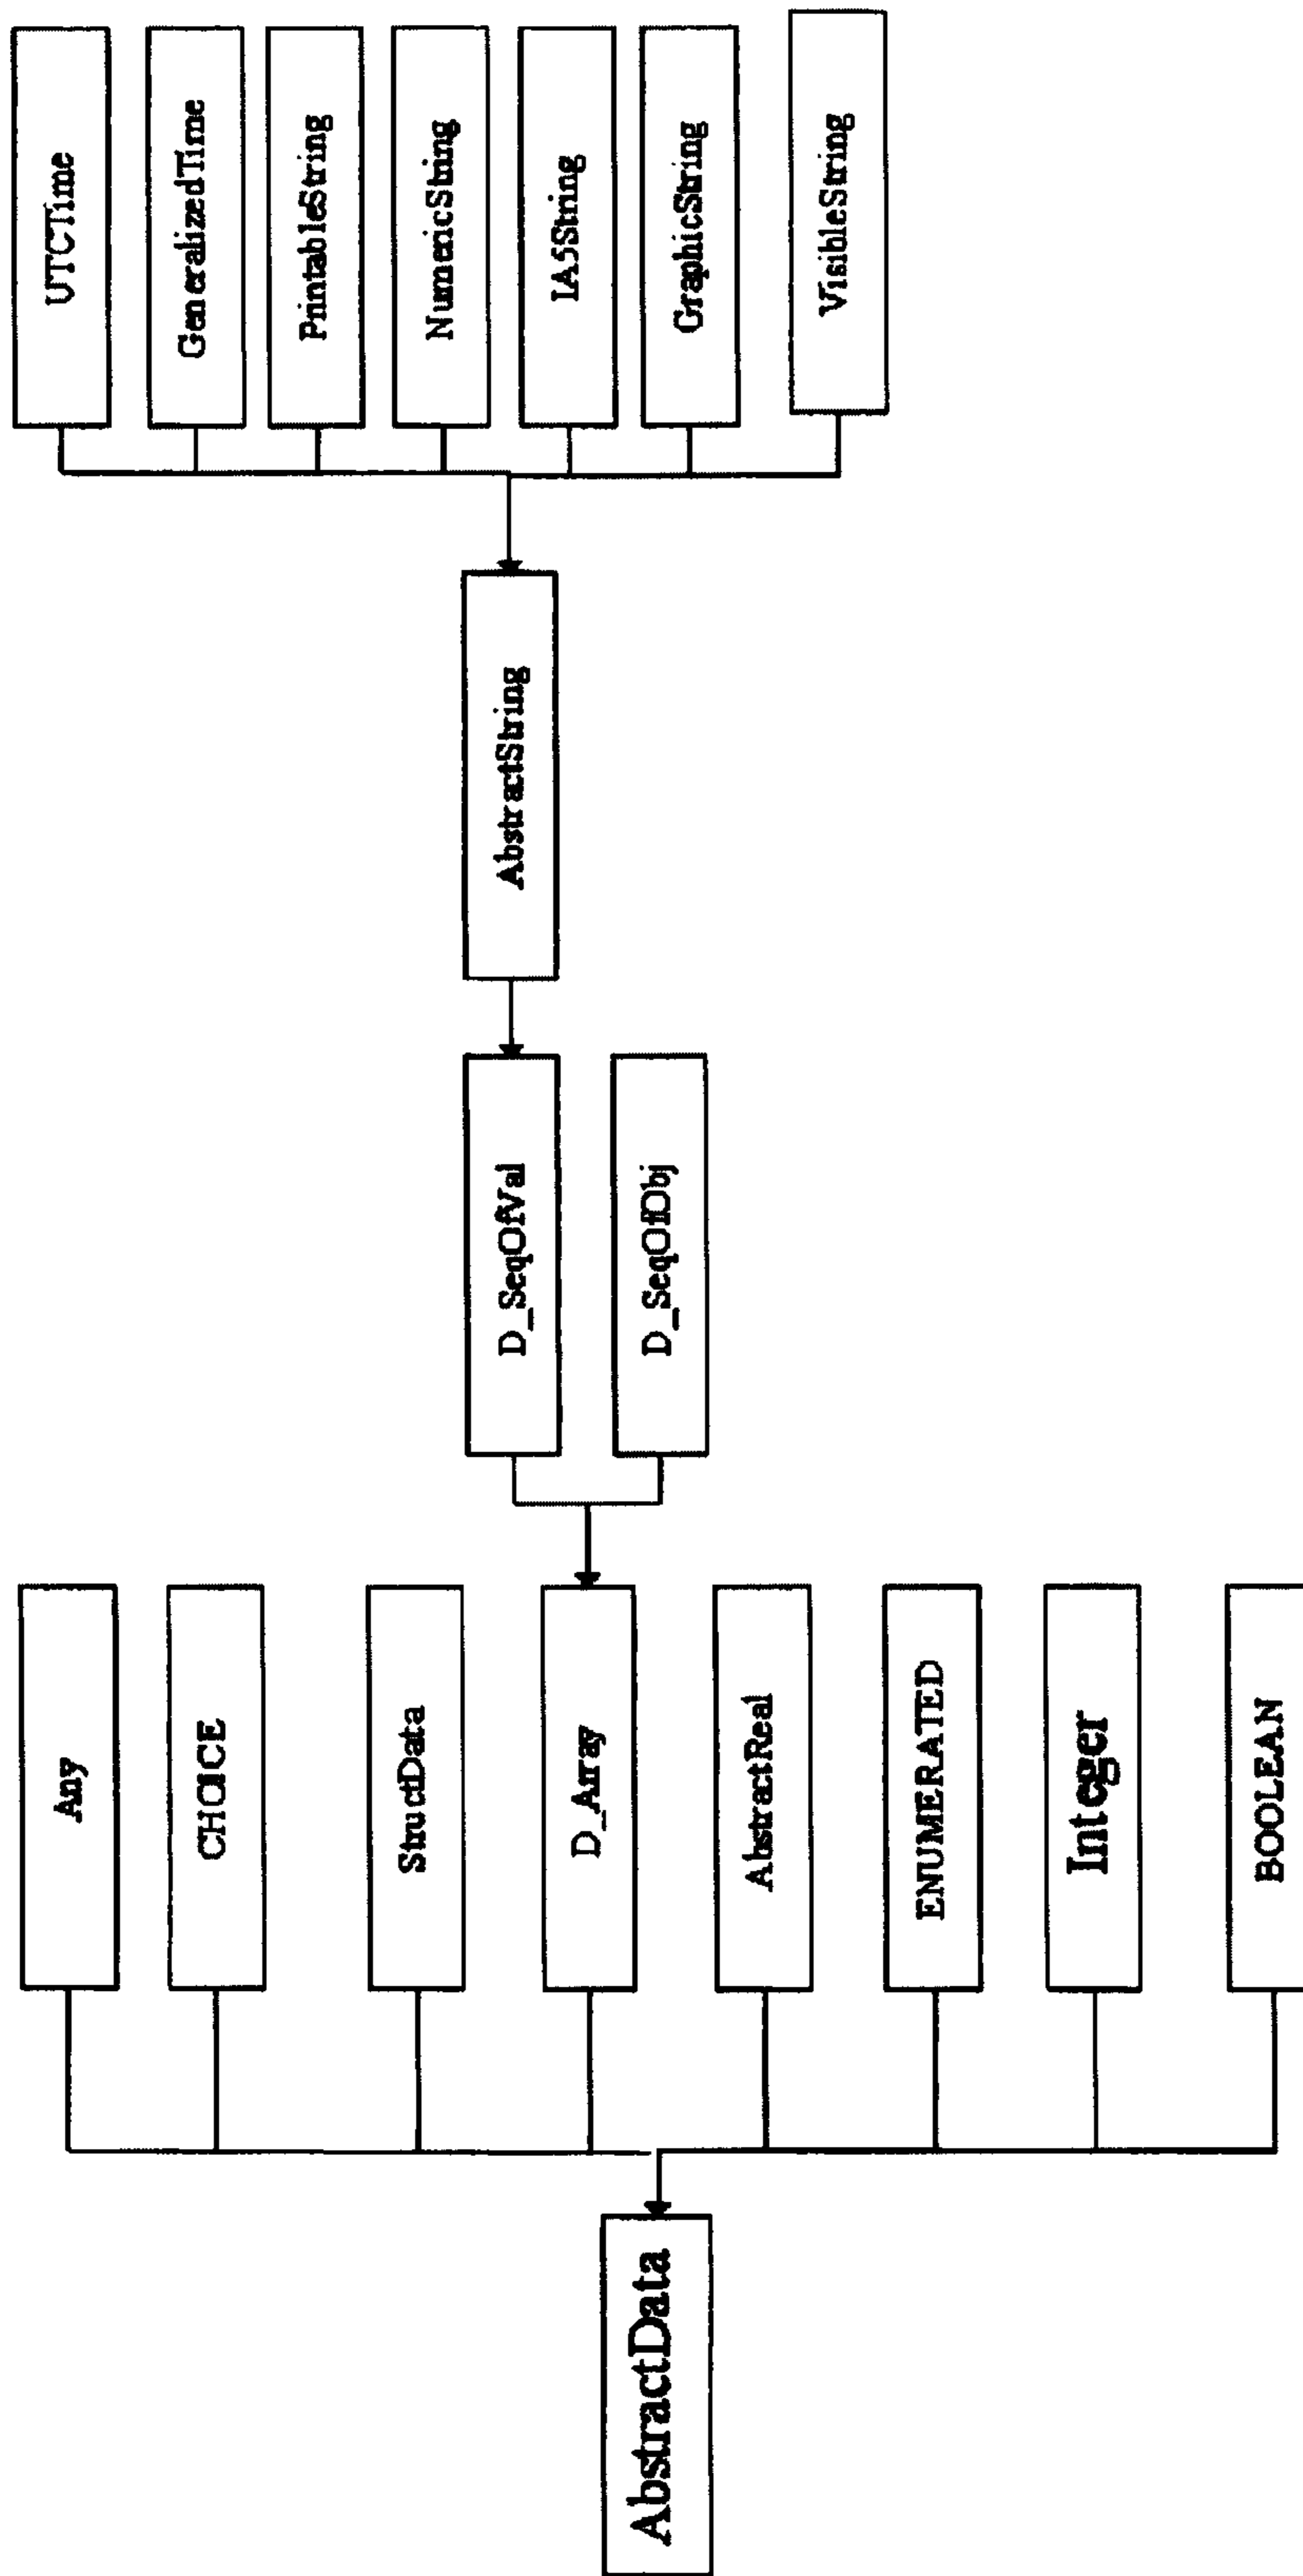 AbstractData
Any
CHOICE
StructData
D_Array
AbstractReal
ENUMERATED
Integer
BOOLEAN
D_SeqOfVal
D_SeqOfObj
AbstractString
UTCTime
GeneralizedTime
PrintableString
NumericString
IA5String
GraphicString
VisibleString